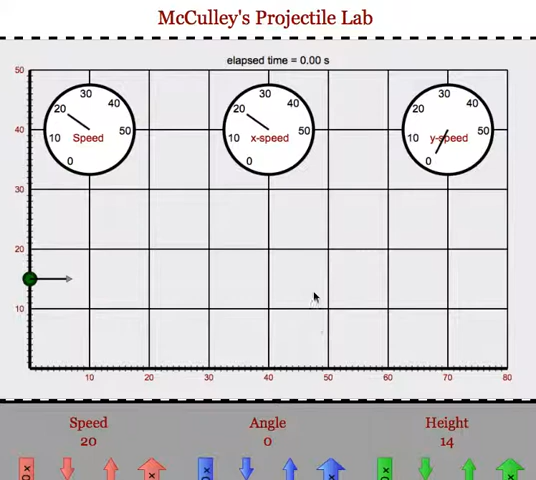 McCulley's Projectile Lab
elapsed time = 0.00 s
50
40
30
20
10
10 20 30 40 50 60 70 80
0 10 20 30 40 50
Speed
0 10 20 30 40 50
x-speed
0 10 20 30 40 50
y-speed
Speed Angle Height
20 0 14